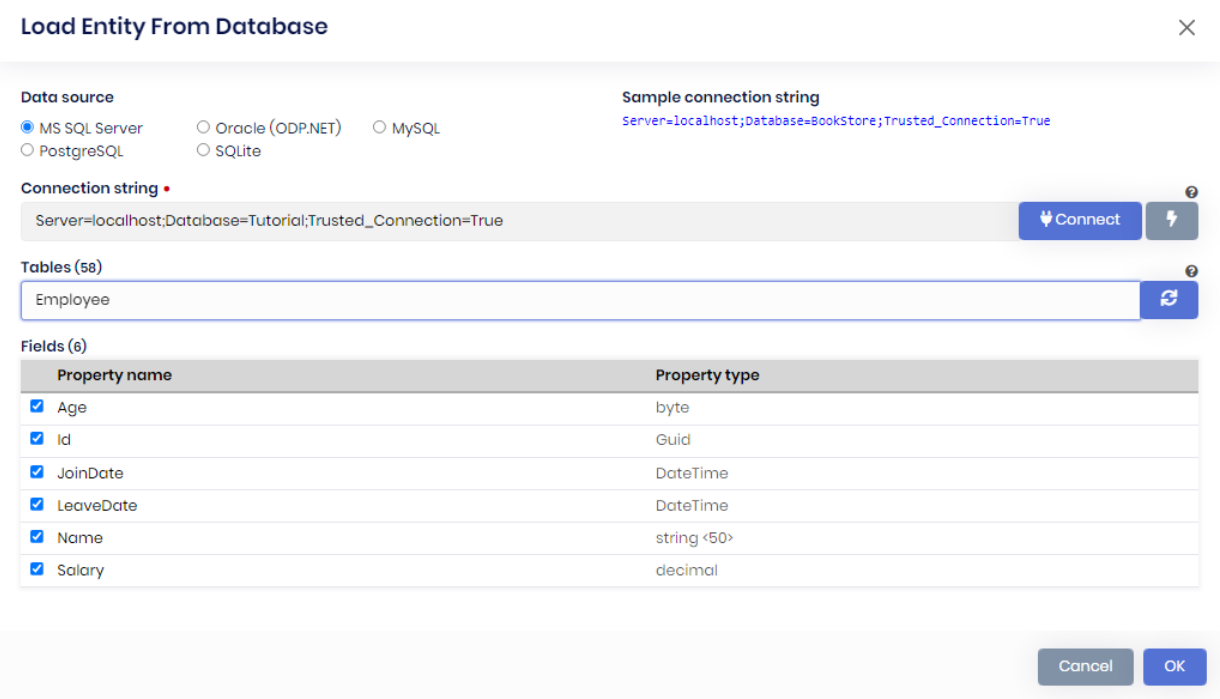 Load Entity From Database
Data source
Sample connection string
MS SQL Server Oracle (ODP.NET) MySQL
Server=localhost;Database=BookStore;Trusted_Connection=True
PostgreSQL SQLite
Connection string
Server=localhost;Database=Tutorial;Trusted_Connection=True
Connect
Tables (58)
Employee
Fields (6)
Property name Property type
Age byte
Id Guid
JoinDate DateTime
LeaveDate DateTime
Name string <50>
Salary decimal
Cancel OK